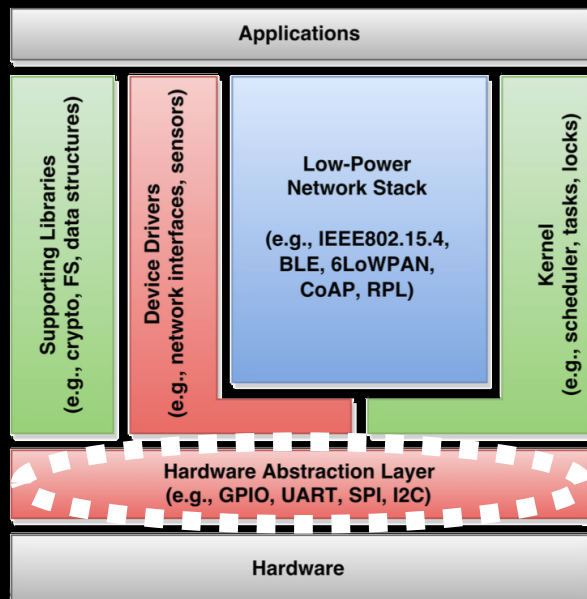 Applications
Supporting Libraries
(e.g., crypto, FS, data structures)
Device Drivers
(e.g., network interfaces, sensors)
Low-Power
Network Stack
(e.g., IEEE802.15.4,
BLE, 6LoWPAN,
CoAP, RPL)
Kernel
(e.g., scheduler, tasks, locks)
Hardware Abstraction Layer
(e.g., GPIO, UART, SPI, I2C)
Hardware